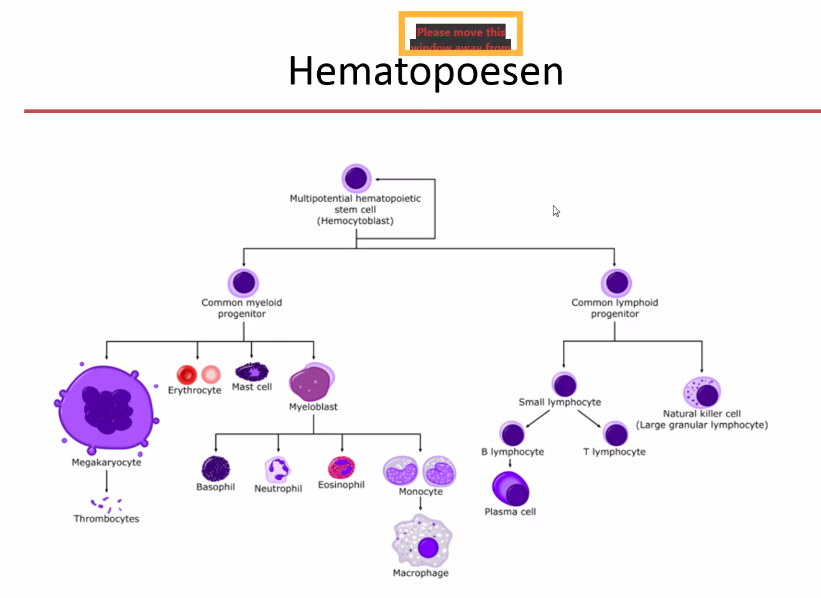 Please move this
window away from
Hematopoesen
Multipotential hematopoietic
stem cell
(Hemocytoblast)
Common myeloid
progenitor
Common lymphoid
progenitor
Erythrocyte
Mast cell
Myeloblast
Small lymphocyte
Natural killer cell
(Large granular lymphocyte)
Megakaryocyte
B lymphocyte
T lymphocyte
Basophil
Neutrophil
Eosinophil
Monocyte
Plasma cell
Thrombocytes
Macrophage